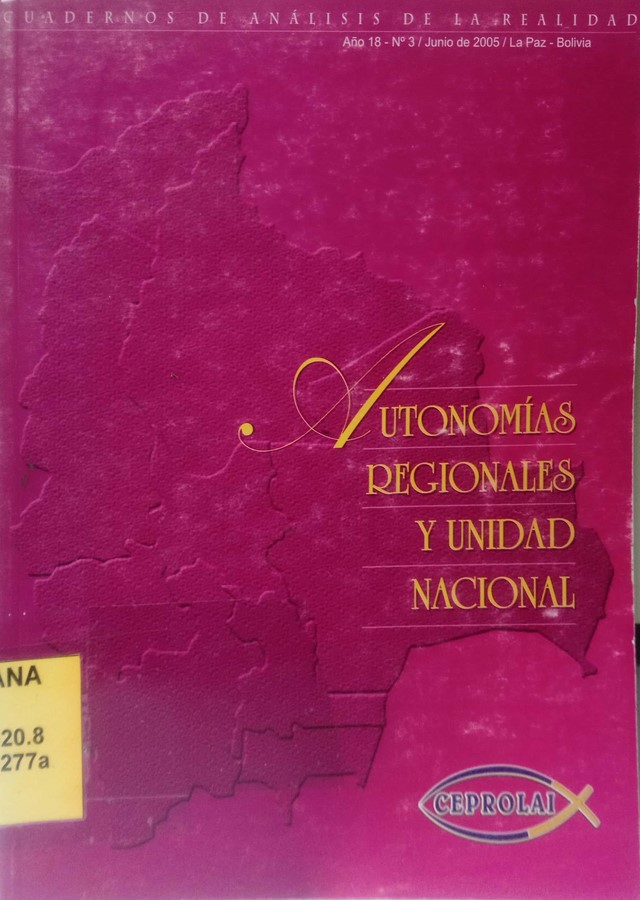 CUADERNOS DE ANÁLISIS DE LA REALIDAD
Año 18 - Nº 3 / Junio de 2005 / La Paz - Bolivia
AUTONOMÍAS
REGIONALES
Y UNIDAD
NACIONAL
ANA
20.8
277a
CEPROLAI